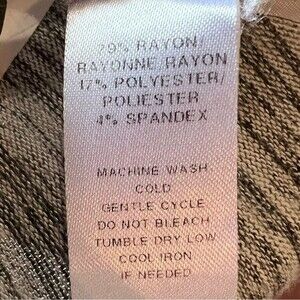 79% RAYON/
RAYONNE,RAYON
17% POLYESTER/
POLIESTER
4% SPANDEX
MACHINE WASH
COLD
GENTLE CYCLE
DO NOT BLEACH
TUMBLE DRY LOW
COOL IRON
IF NEEDED